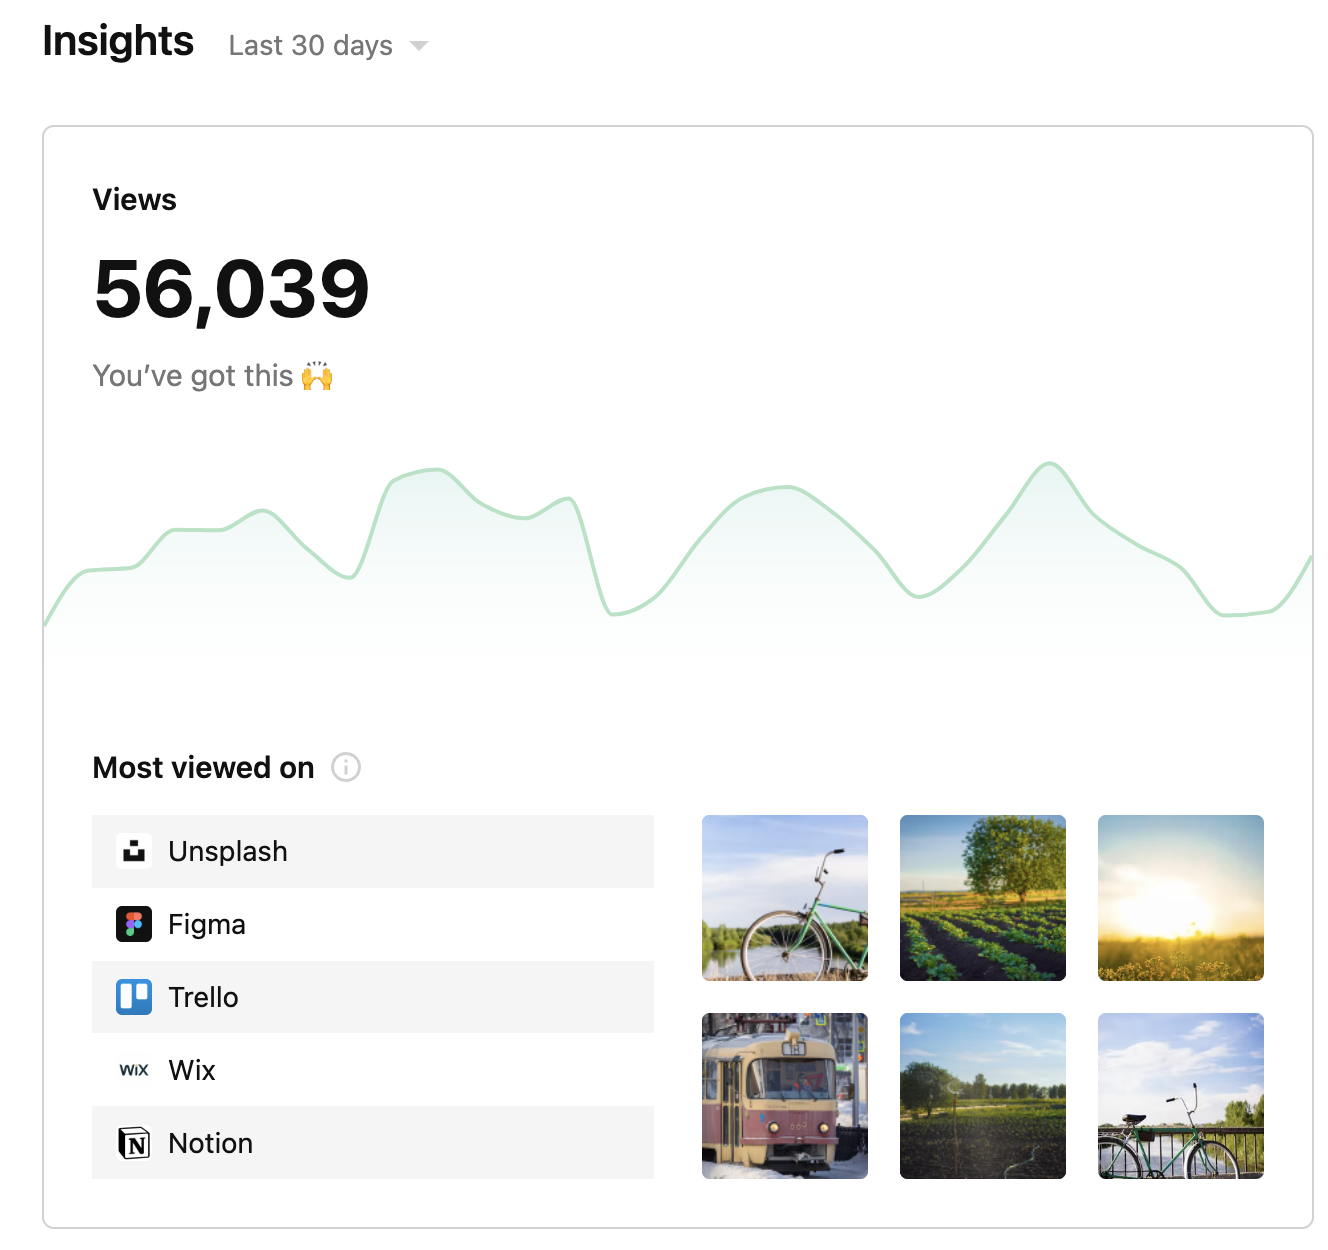 Insights
Last 30 days
Views
56,039
You’ve got this 🙌
Most viewed on
Unsplash
Figma
Trello
WiX Wix
Notion